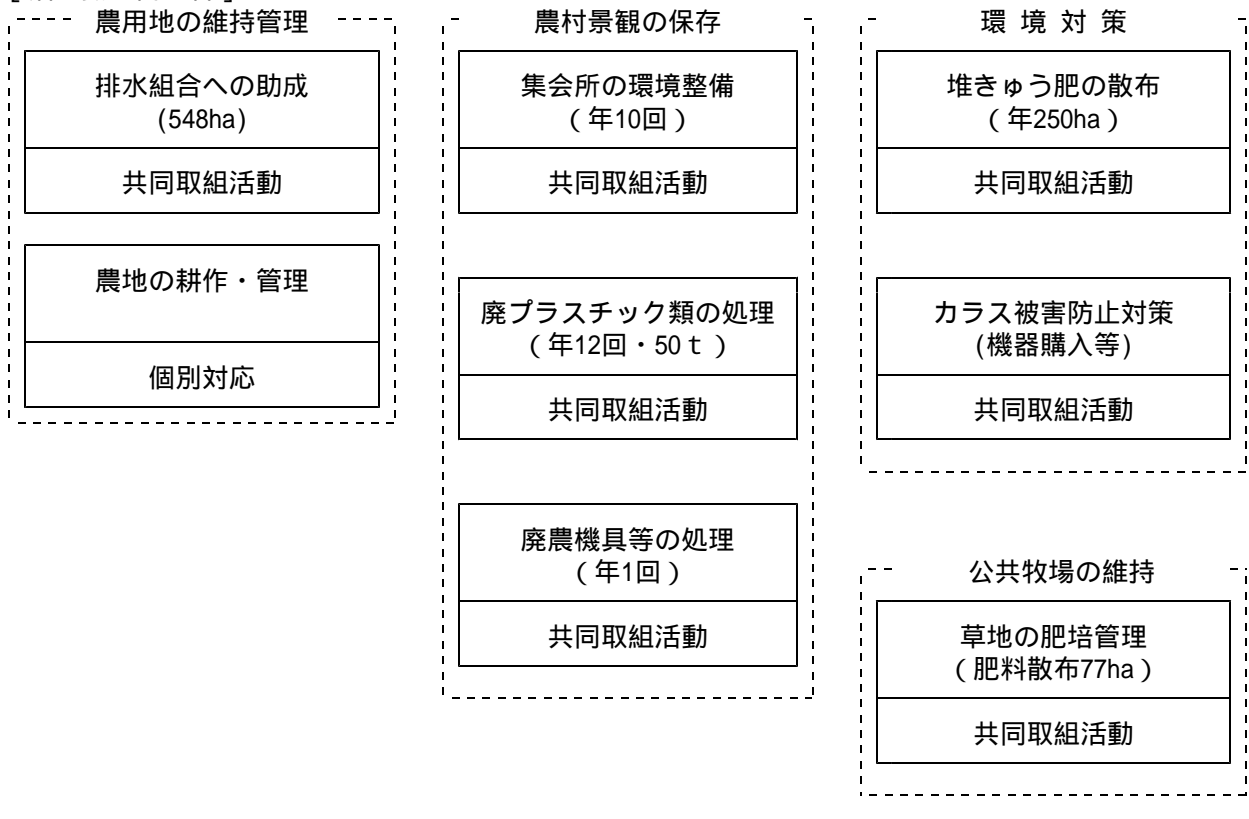 農用地の維持管理
排水組合への助成
(548ha)
共同取組活動
農地の耕作・管理
個別対応
農村景観の保存
集会所の環境整備
（年10回）
共同取組活動
廃プラスチック類の処理
（年12回・50ｔ）
共同取組活動
廃農機具等の処理
（年1回）
共同取組活動
環 境 対 策
堆きゅう肥の散布
（年250ha）
共同取組活動
カラス被害防止対策
(機器購入等)
共同取組活動
公共牧場の維持
草地の肥培管理
（肥料散布77ha）
共同取組活動